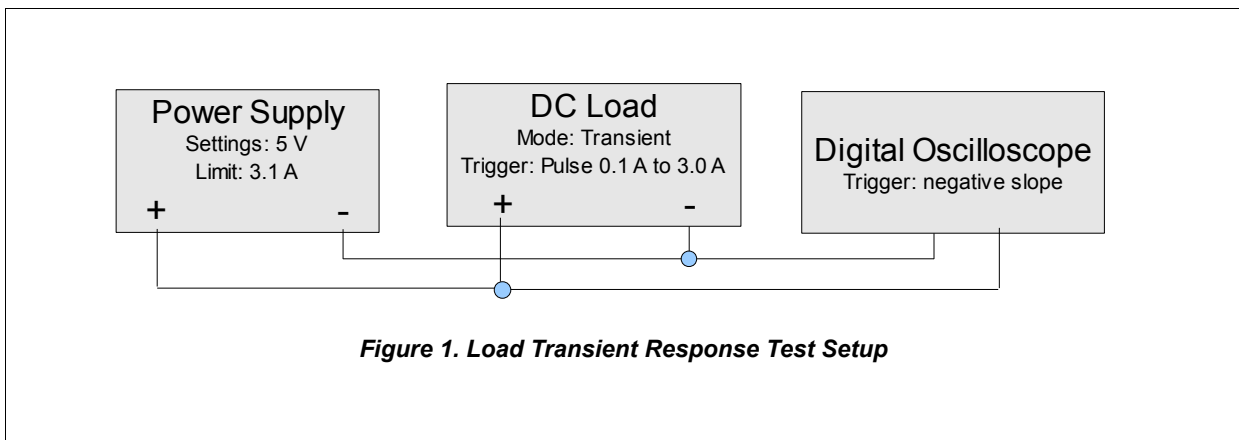 Power Supply
Settings: 5 V
Limit: 3.1 A
+ -
DC Load
Mode: Transient
Trigger: Pulse 0.1 A to 3.0 A
+ -
Digital Oscilloscope
Trigger: negative slope
Figure 1. Load Transient Response Test Setup